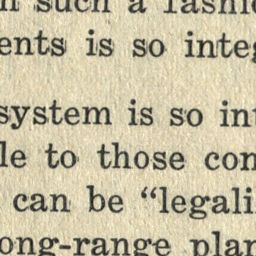 such a fashi
ents is so integ
system is so int
le to those con
can be “legali
ong-range plan